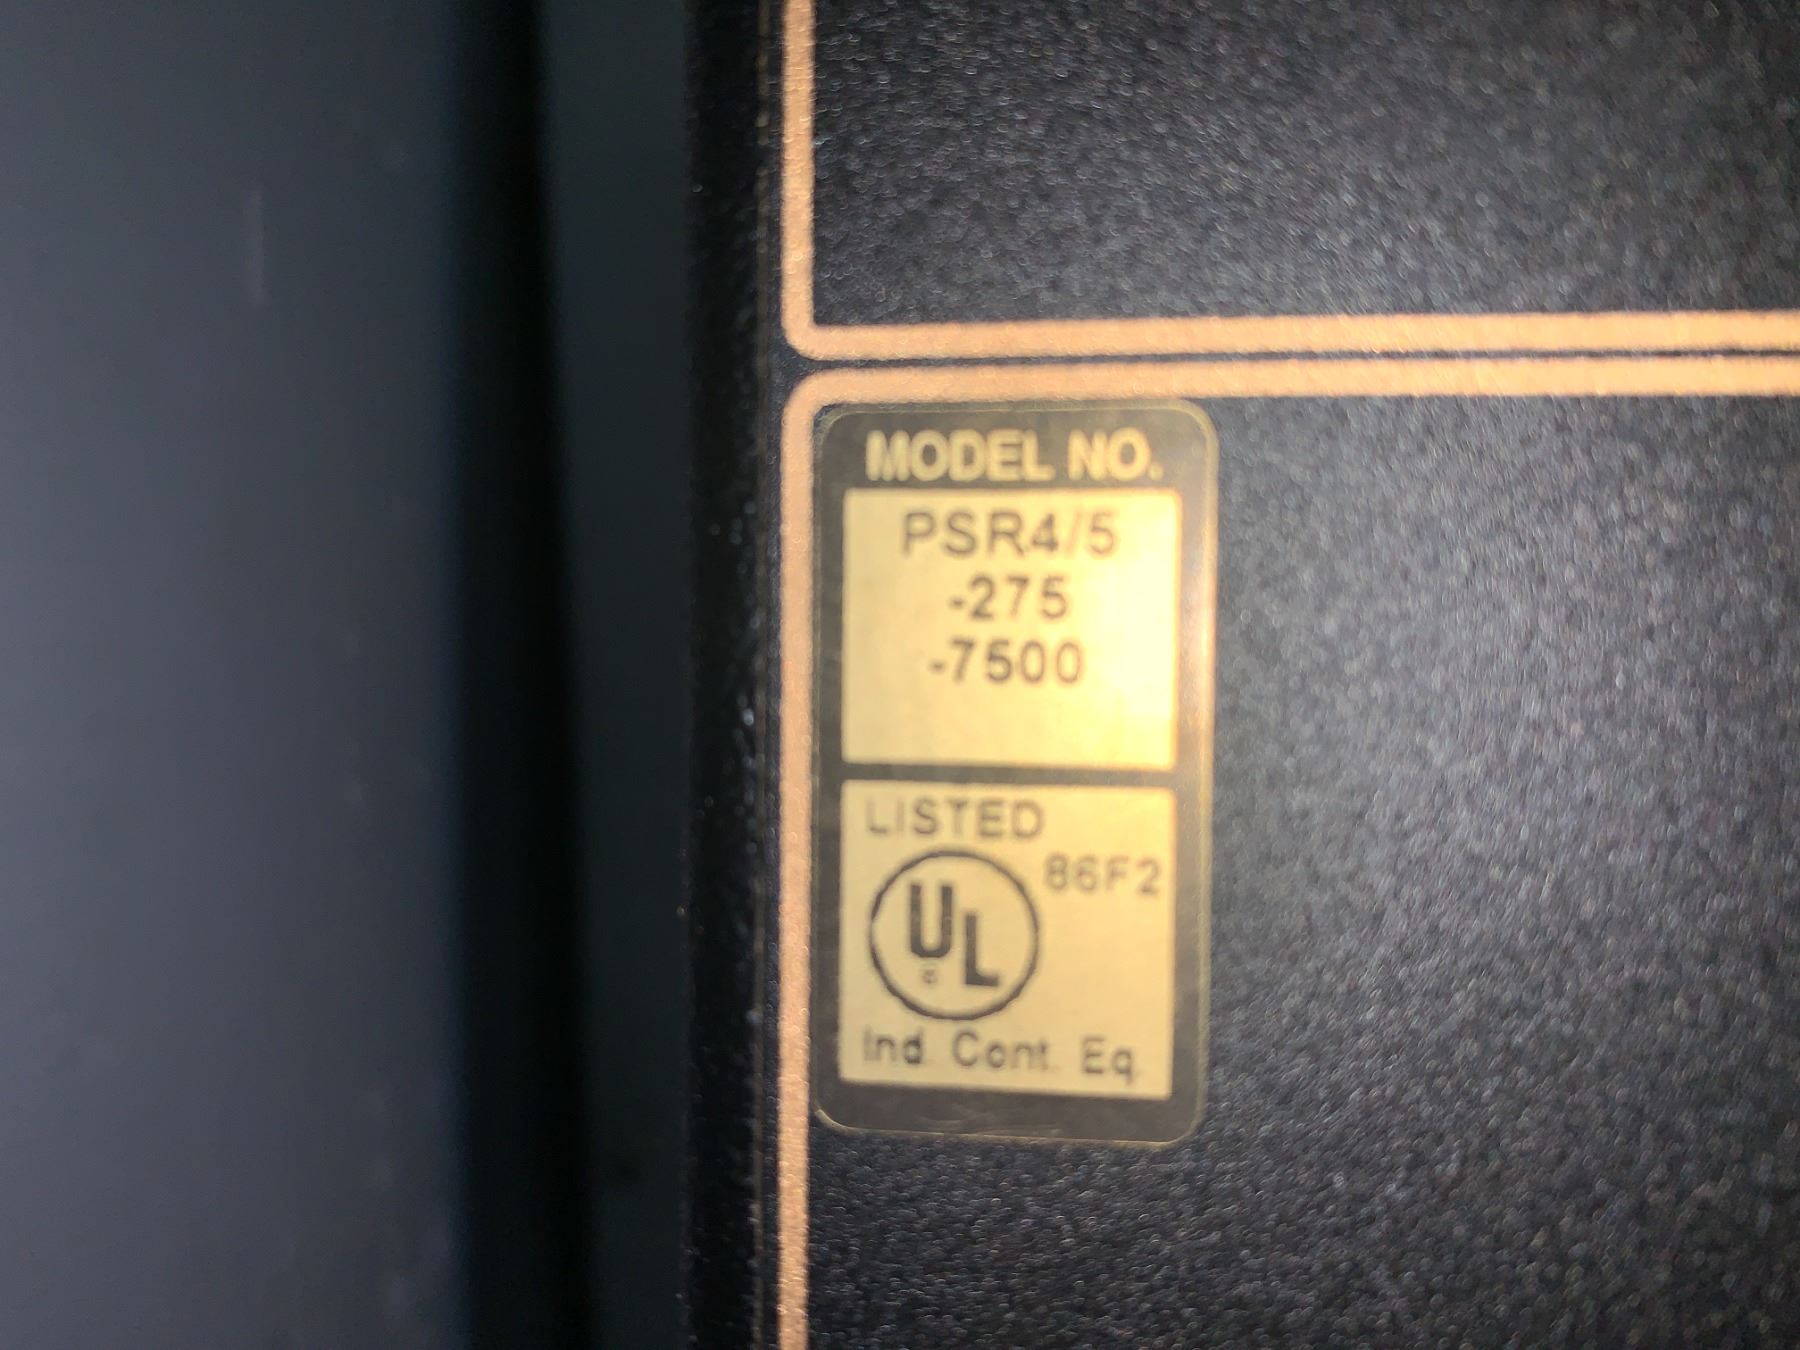 MODEL NO.
PSR4/5
-275
-7500
LISTED
86F2
UL
Ind. Cont. Eq.